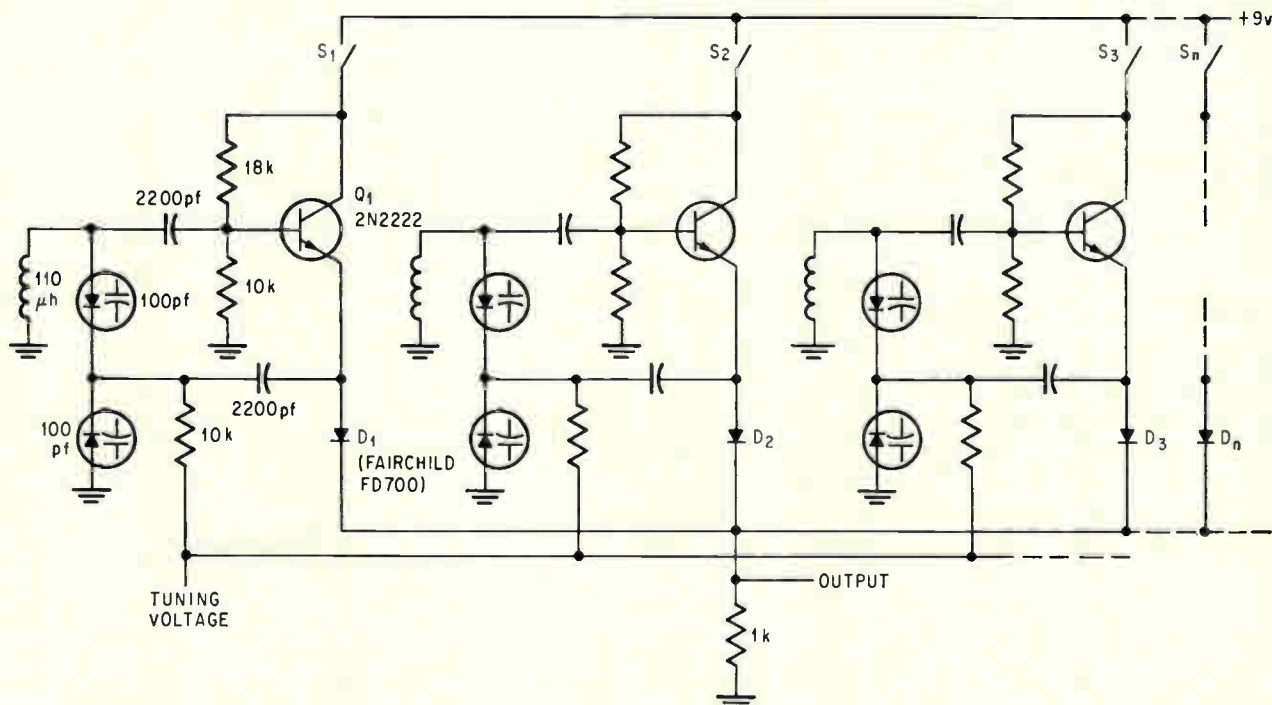 +9v
S1
S2
S3
Sn
18k
2200pf
Q1
2N2222
110
μh
100pf
10k
2200pf
100
pf
10k
D1
(FAIRCHILD
FD700)
D2
D3
Dn
TUNING
VOLTAGE
OUTPUT
1k